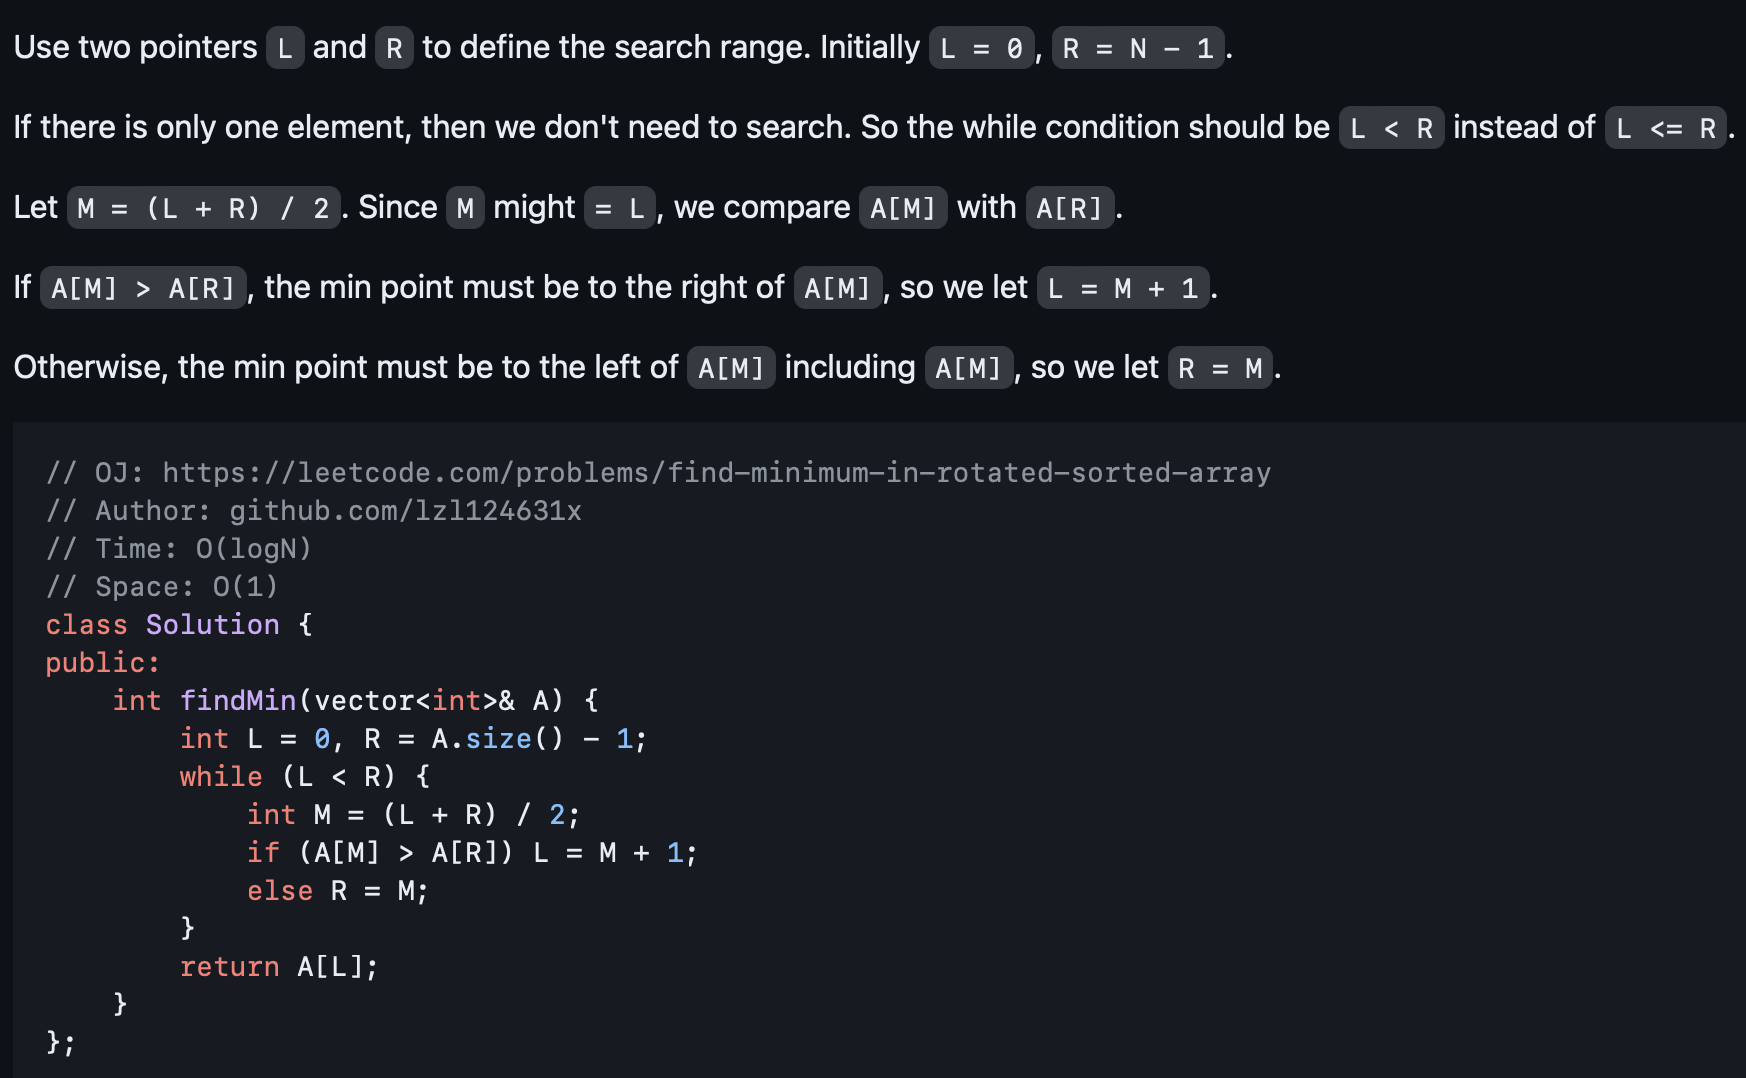 Use two pointers L and R to define the search range. Initially L = 0, R = N - 1.
If there is only one element, then we don't need to search. So the while condition should be L < R instead of L <= R.
Let M = (L + R) / 2. Since M might = L, we compare A[M] with A[R].
If A[M] > A[R], the min point must be to the right of A[M], so we let L = M + 1.
Otherwise, the min point must be to the left of A[M] including A[M], so we let R = M.
// OJ: https://leetcode.com/problems/find-minimum-in-rotated-sorted-array
// Author: github.com/lzl124631x
// Time: O(logN)
// Space: O(1)
class Solution {
public:
    int findMin(vector<int>& A) {
        int L = 0, R = A.size() - 1;
        while (L < R) {
            int M = (L + R) / 2;
            if (A[M] > A[R]) L = M + 1;
            else R = M;
        }
        return A[L];
    }
};